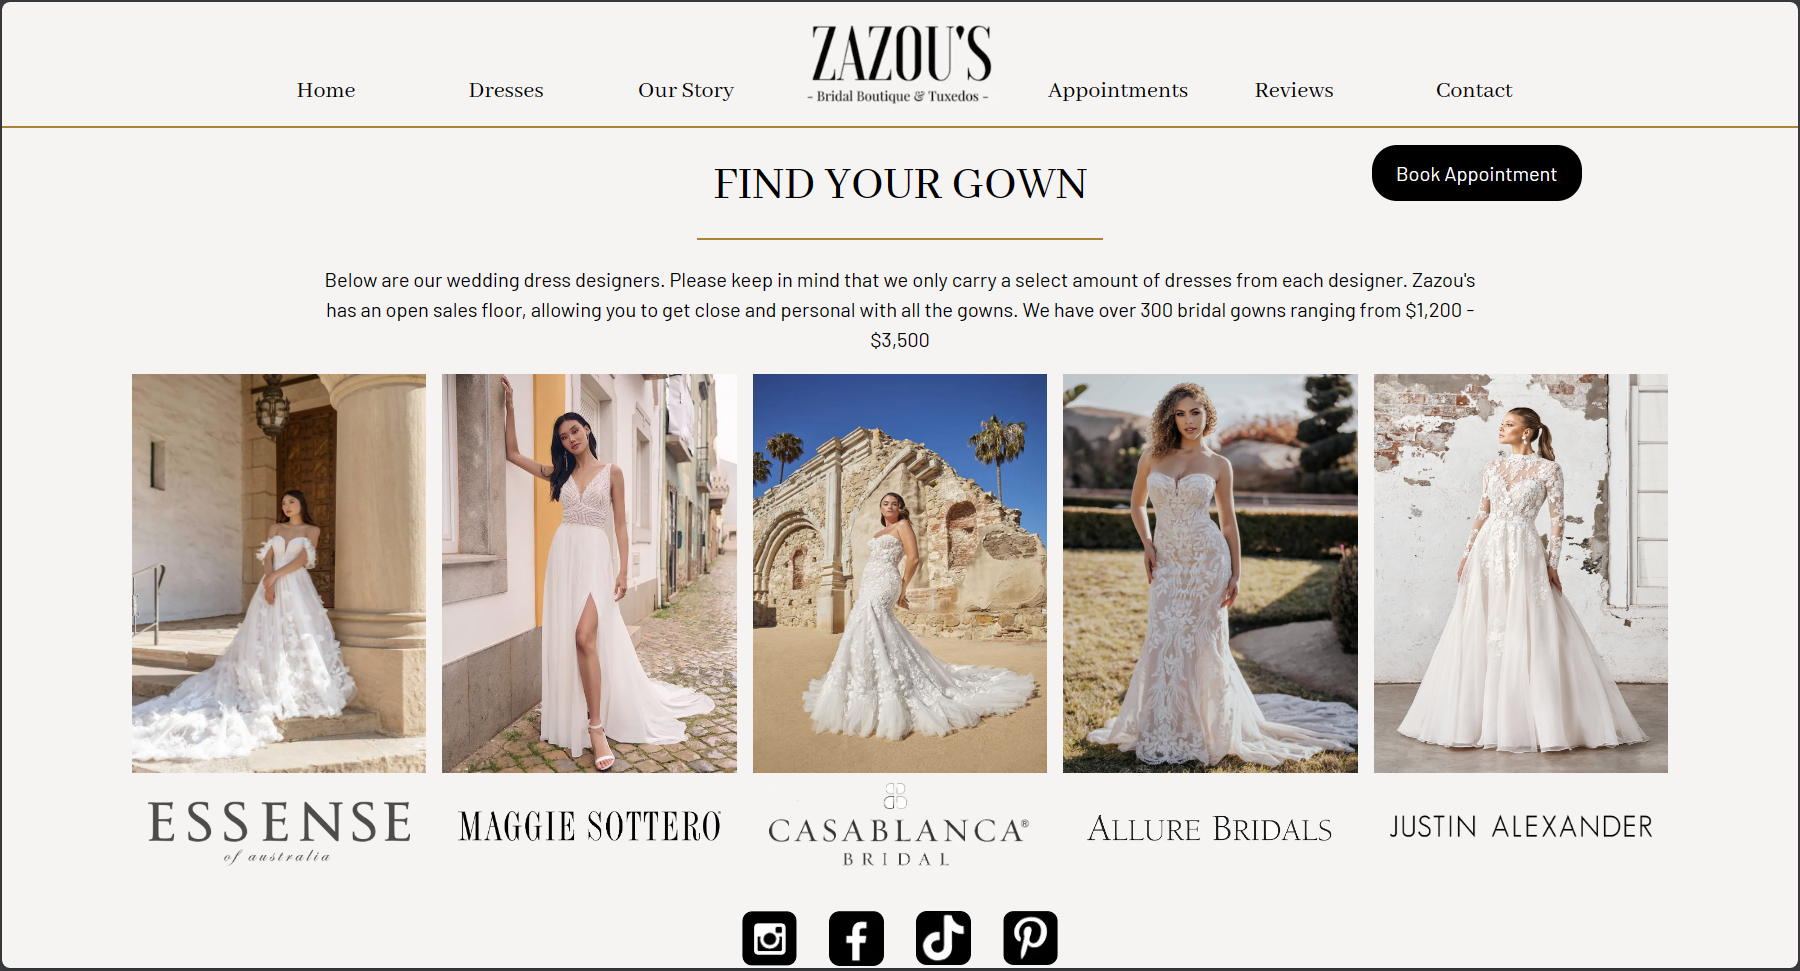 ZAZOU'S
- Bridal Boutique & Tuxedos -
Home Dresses Our Story Appointments Reviews Contact
FIND YOUR GOWN
Book Appointment
Below are our wedding dress designers. Please keep in mind that we only carry a select amount of dresses from each designer. Zazou's
has an open sales floor, allowing you to get close and personal with all the gowns. We have over 300 bridal gowns ranging from $1,200 -
$3,500
ESSENSE
of australia
MAGGIE SOTTERO
CASABLANCA®
BRIDAL
ALLURE BRIDALS
JUSTIN ALEXANDER